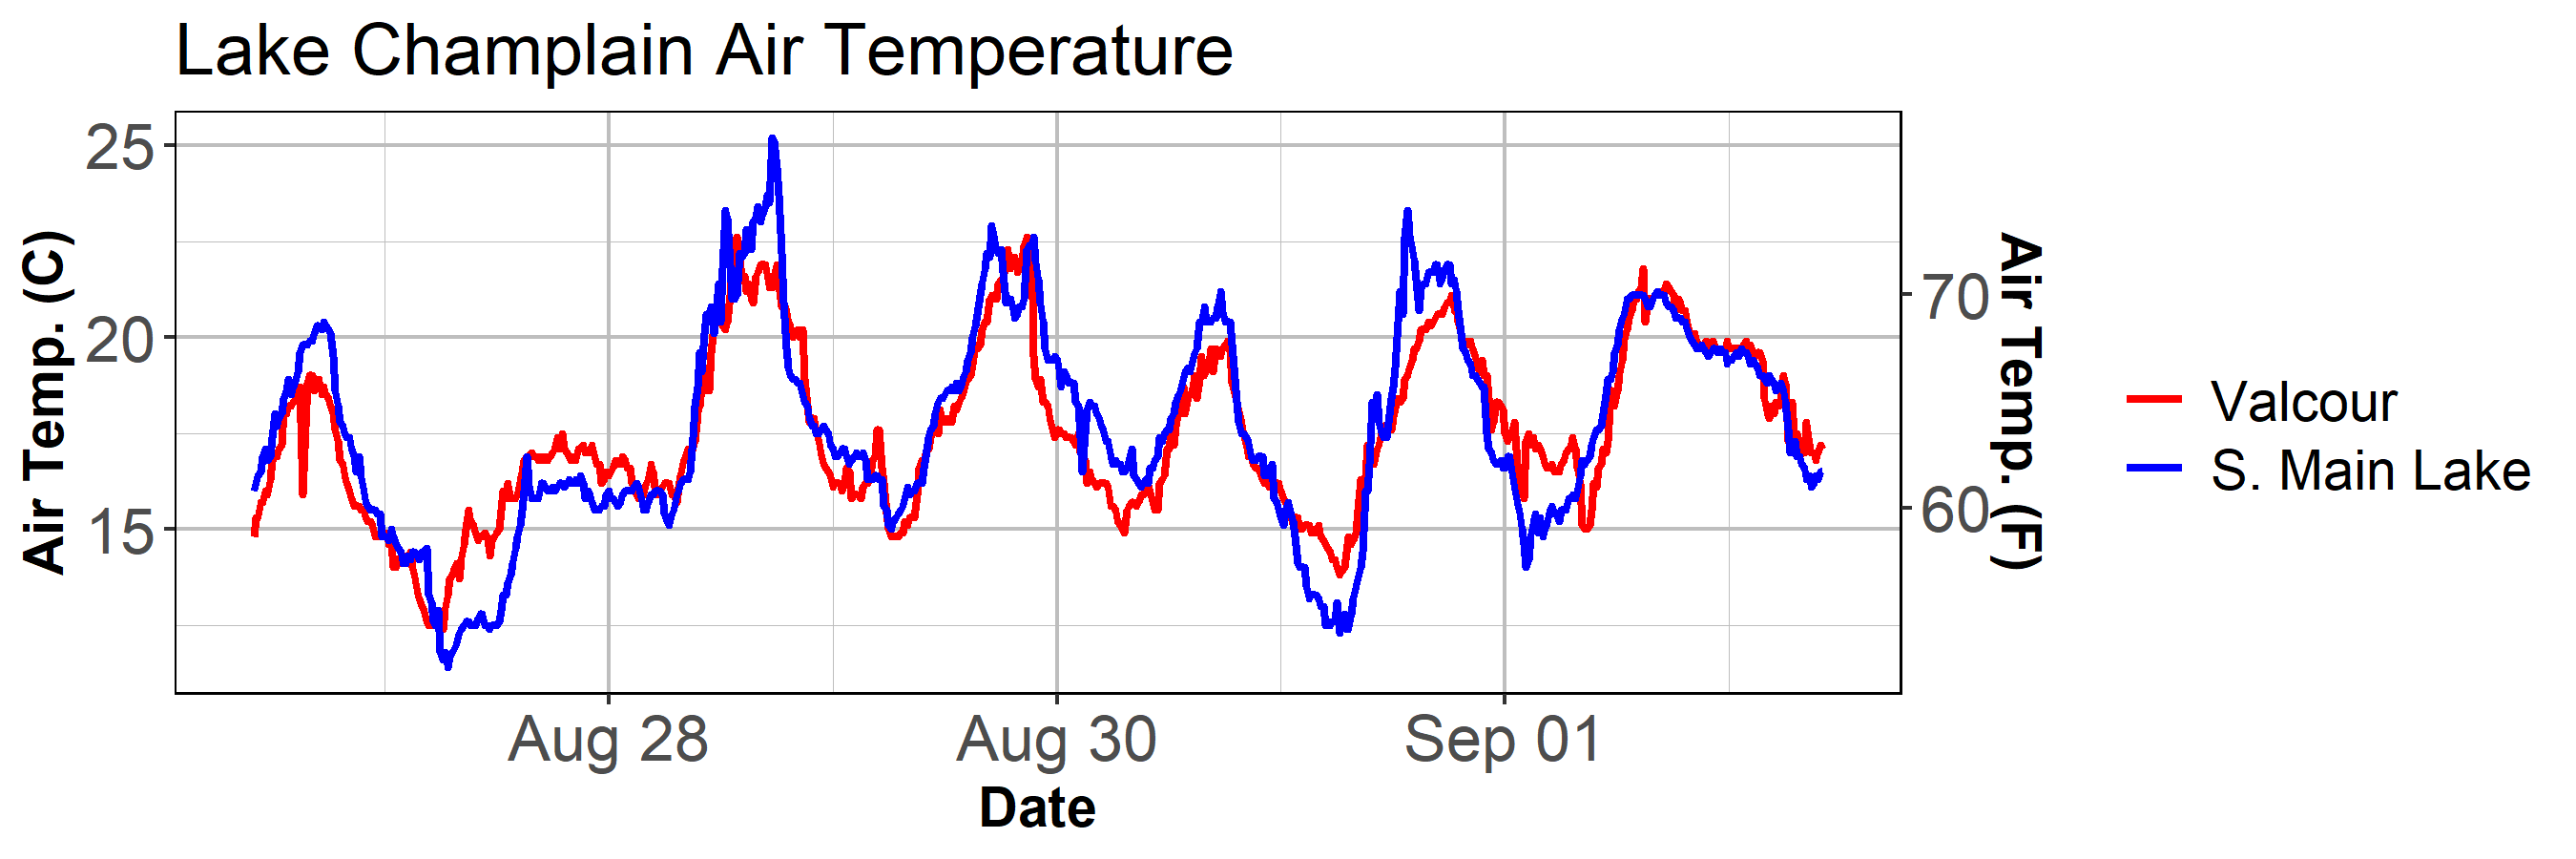 Lake Champlain Air Temperature
25
20
15
Air Temp. (C)
70
60
Air Temp. (F)
Aug 28
Aug 30
Sep 01
Date
Valcour
S. Main Lake